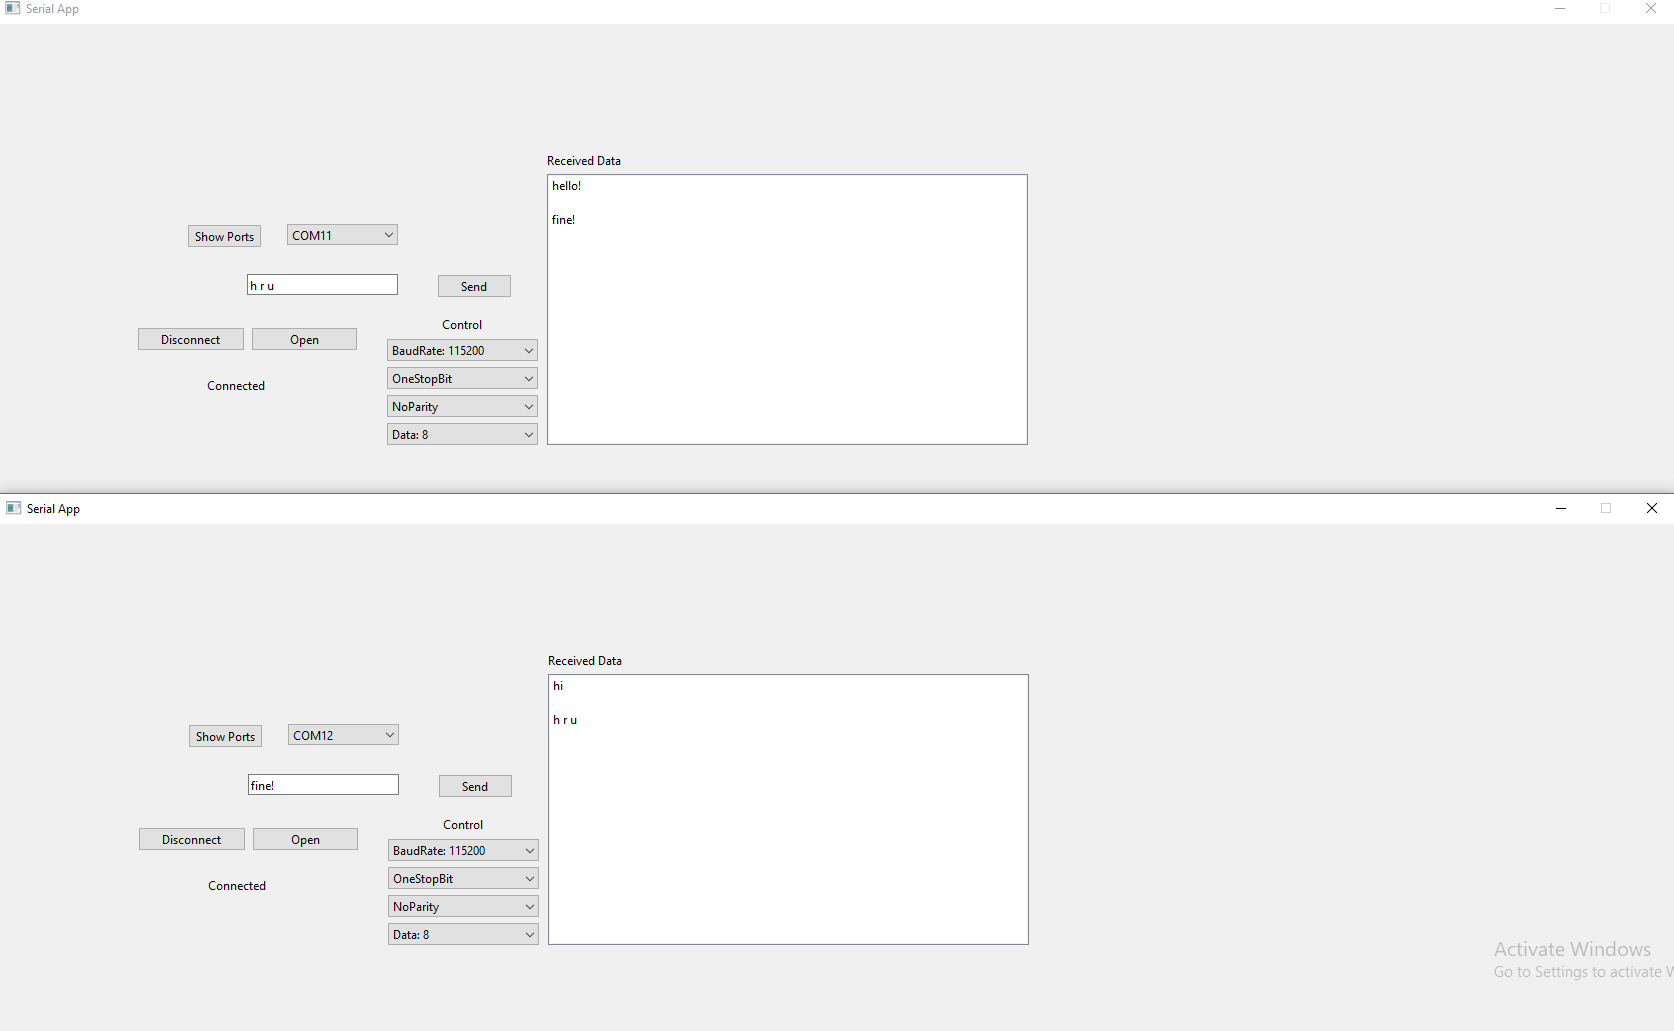 Serial App
Received Data
hello!
fine!
Show Ports
COM11
h r u
Send
Control
Disconnect
Open
BaudRate: 115200
OneStopBit
Connected
NoParity
Data: 8
Serial App
Received Data
hi
h r u
Show Ports
COM12
fine!
Send
Control
Disconnect
Open
BaudRate: 115200
OneStopBit
Connected
NoParity
Data: 8
Activate Windows
Go to Settings to activate